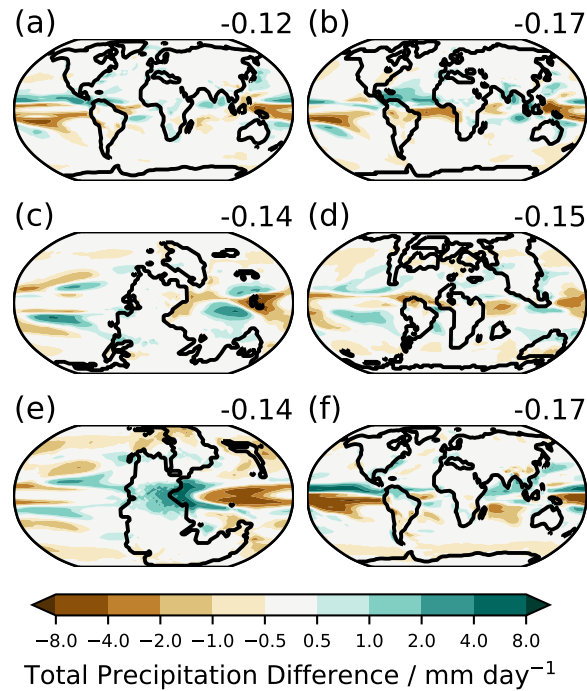 (a) -0.12 (b) -0.17
(c) -0.14 (d) -0.15
(e) -0.14 (f) -0.17
−8.0 −4.0 −2.0 −1.0 −0.5 0.5 1.0 2.0 4.0 8.0
Total Precipitation Difference / mm day⁻¹